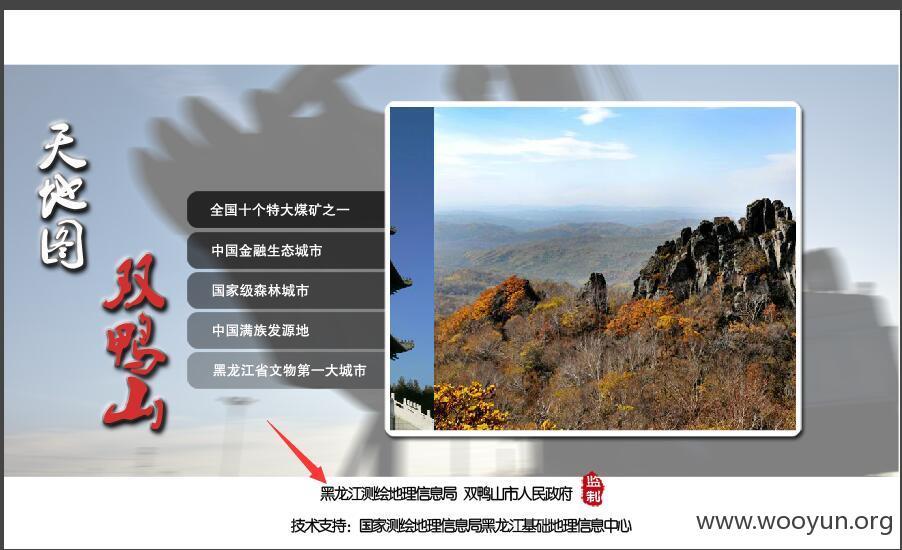 天地图
双鸭山
全国十个特大煤矿之一
中国金融生态城市
国家级森林城市
中国满族发源地
黑龙江省文物第一大城市
黑龙江测绘地理信息局 双鸭山市人民政府 监制
技术支持：国家测绘地理信息局黑龙江基础地理信息中心
www.wooyun.org